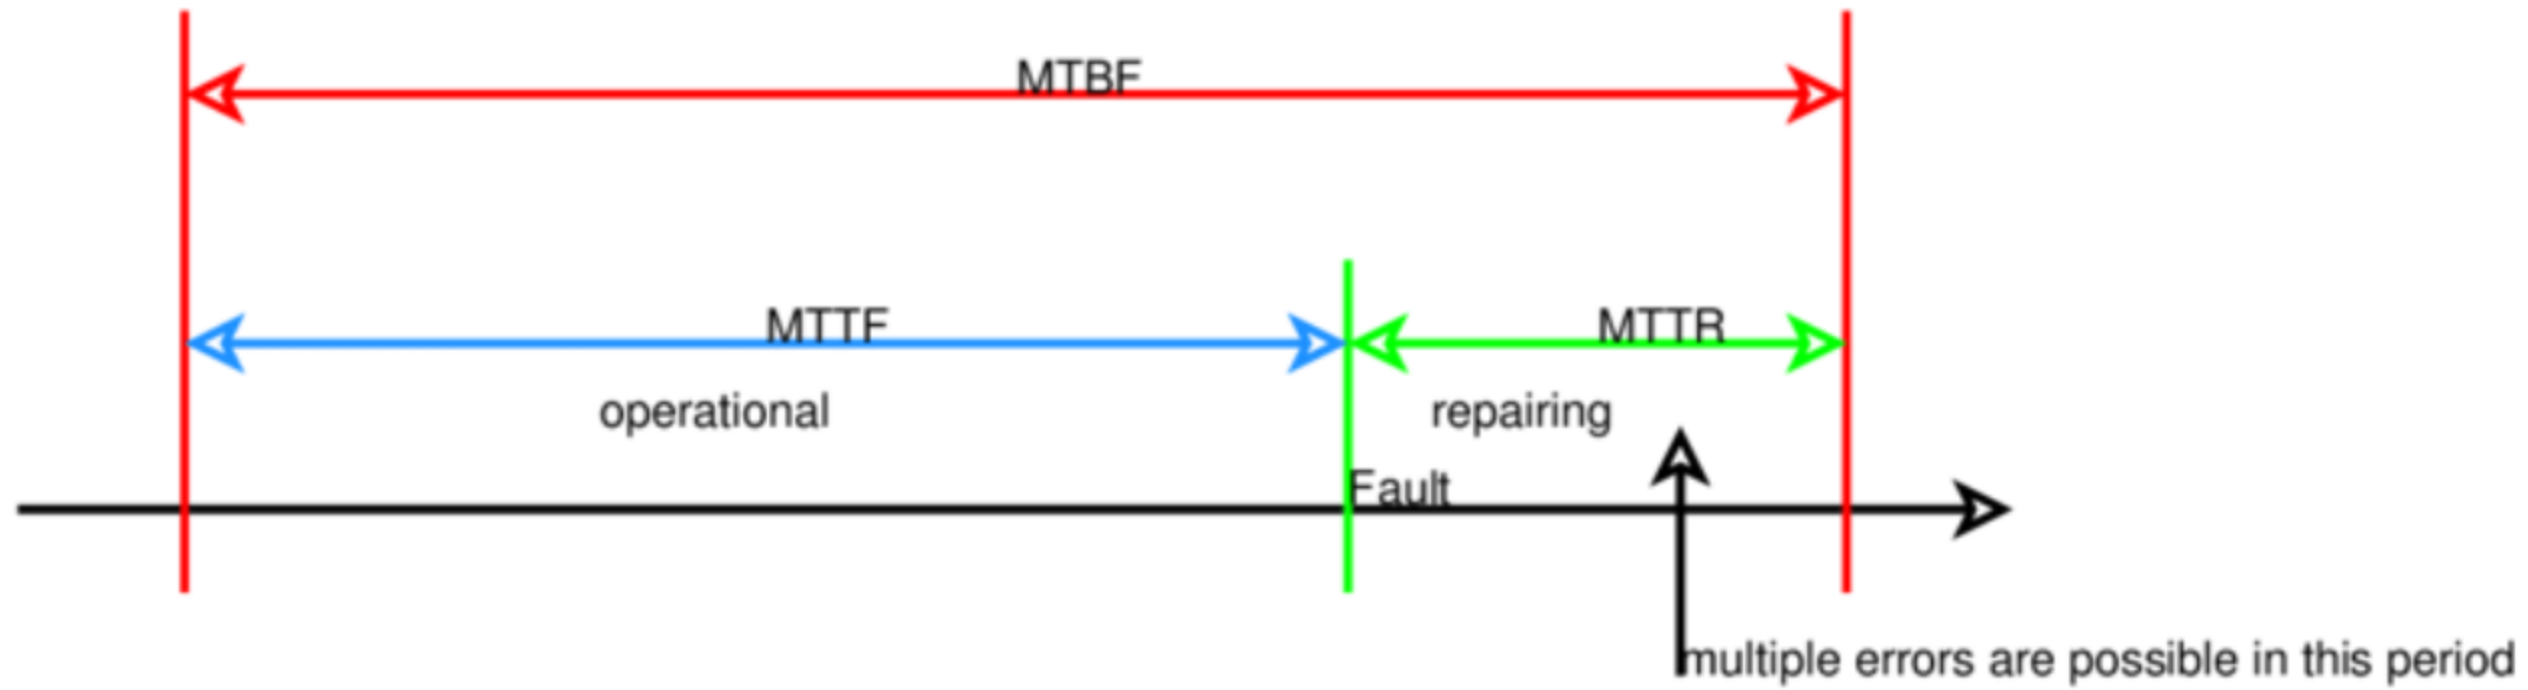 MTBF
MTTF
MTTR
operational
repairing
Fault
multiple errors are possible in this period